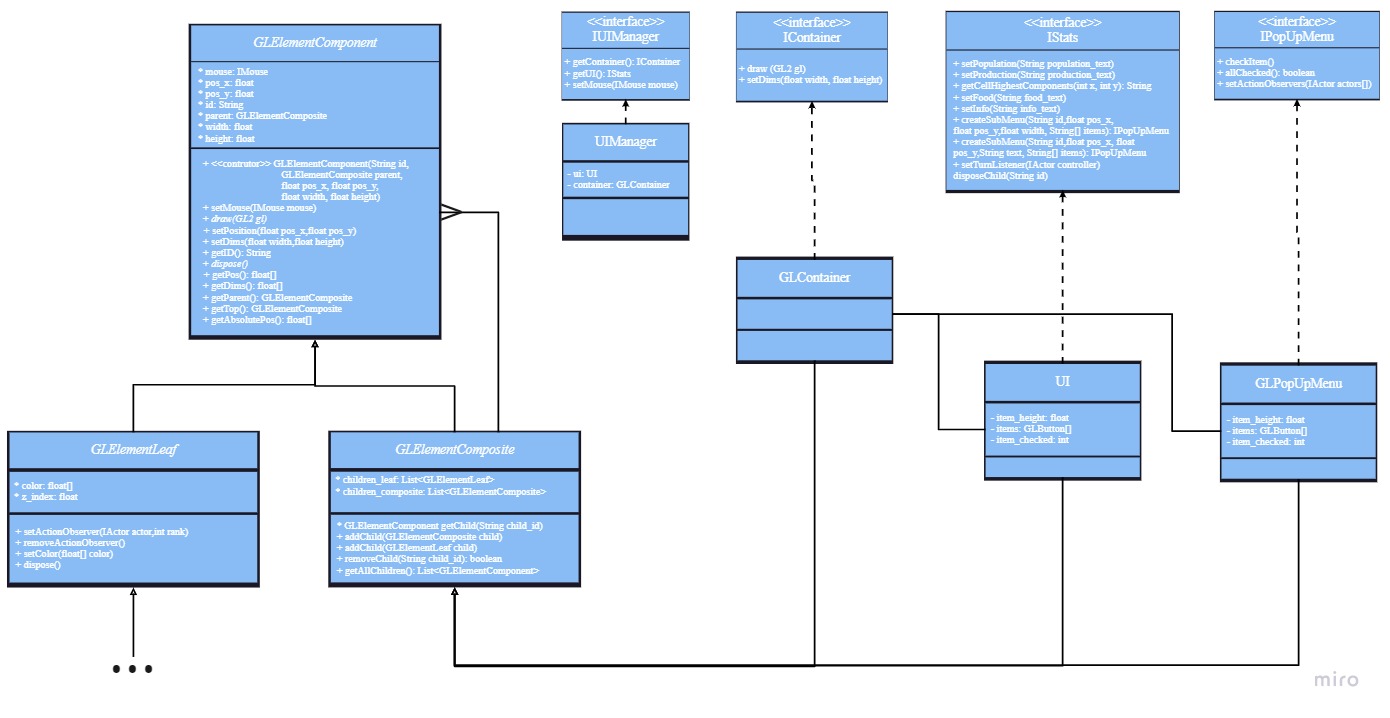 GLElementComponent
* mouse: IMouse
* pos_x: float
* pos_y: float
* id: String
* parent: GLElementComposite
* width: float
* height: float
+ <<contrutor>> GLElementComponent(String id,
GLElementComposite parent,
float pos_x, float pos_y,
float width, float height)
+ setMouse(IMouse mouse)
+ draw(GL2 gl)
+ setPosition(float pos_x,float pos_y)
+ setDims(float width,float height)
+ getID(): String
+ dispose()
+ getPos(): float[]
+ getDims(): float[]
+ getParent(): GLElementComposite
+ getTop(): GLElementComposite
+ getAbsolutePos(): float[]
<<interface>>
IUIManager
+ getContainer(): IContainer
+ getUI(): IStats
+ setMouse(IMouse mouse)
UIManager
- ui: UI
- container: GLContainer
<<interface>>
IContainer
+ draw (GL2 gl)
+ setDims(float width, float height)
<<interface>>
IStats
+ setPopulation(String population_text)
+ setProduction(String production_text)
+ getCellHighestComponents(int x, int y): String
+ setFood(String food_text)
+ setInfo(String info_text)
+ createSubMenu(String id,float pos_x,
float pos_y,float width, String[] items): IPopUpMenu
+ createSubMenu(String id,float pos_x, float
pos_y,String text, String[] items): IPopUpMenu
+ setTurnListener(IActor controller)
disposeChild(String id)
<<interface>>
IPopUpMenu
+ checkItem()
+ allChecked(): boolean
+ setActionObservers(IActor actors[])
GLContainer
UI
- item_height: float
- items: GLButton[]
- item_checked: int
GLPopUpMenu
- item_height: float
- items: GLButton[]
- item_checked: int
GLElementLeaf
* color: float[]
* z_index: float
+ setActionObserver(IActor actor,int rank)
+ removeActionObserver()
+ setColor(float[] color)
+ dispose()
GLElementComposite
* children_leaf: List<GLElementLeaf>
* children_composite: List<GLElementComposite>
* GLElementComponent getChild(String child_id)
+ addChild(GLElementComposite child)
+ addChild(GLElementLeaf child)
+ removeChild(String child_id): boolean
+ getAllChildren(): List<GLElementComponent>
miro